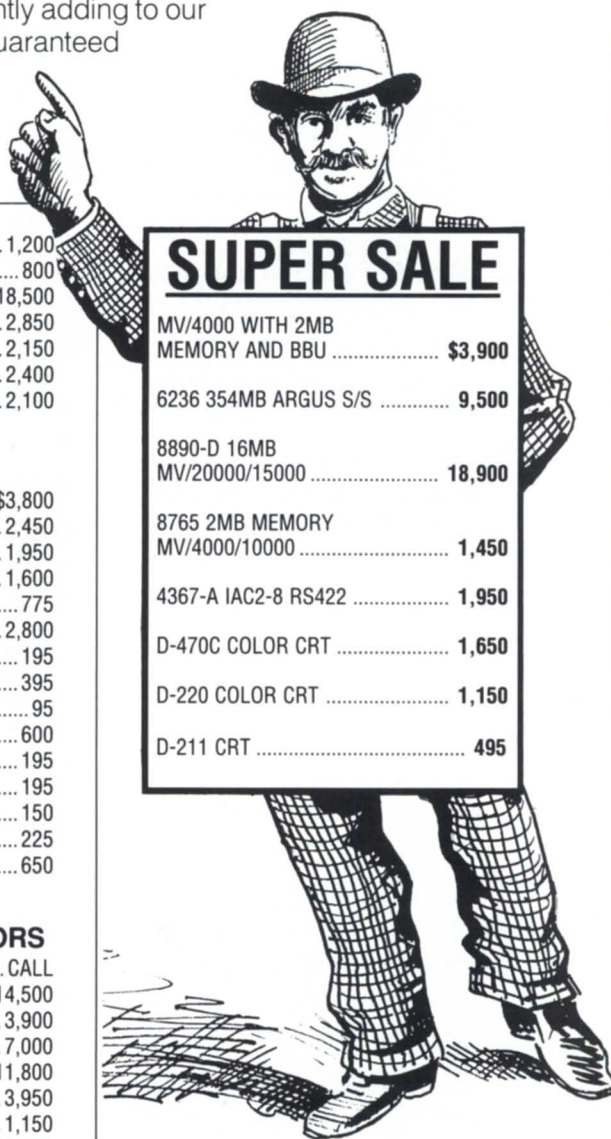 ntly adding to our
uaranteed
1,200
800
18,500
2,850
2,150
2,400
2,100
$3,800
2,450
1,950
1,600
775
2,800
195
395
95
600
195
195
150
225
650
ORS
CALL
14,500
3,900
7,000
11,800
3,950
1,150
SUPER SALE
MV/4000 WITH 2MB
MEMORY AND BBU .................... $3,900
6236 354MB ARGUS S/S ............. 9,500
8890-D 16MB
MV/20000/15000 ........................ 18,900
8765 2MB MEMORY
MV/4000/10000 ............................ 1,450
4367-A IAC2-8 RS422 .................. 1,950
D-470C COLOR CRT ..................... 1,650
D-220 COLOR CRT ....................... 1,150
D-211 CRT ....................................... 495